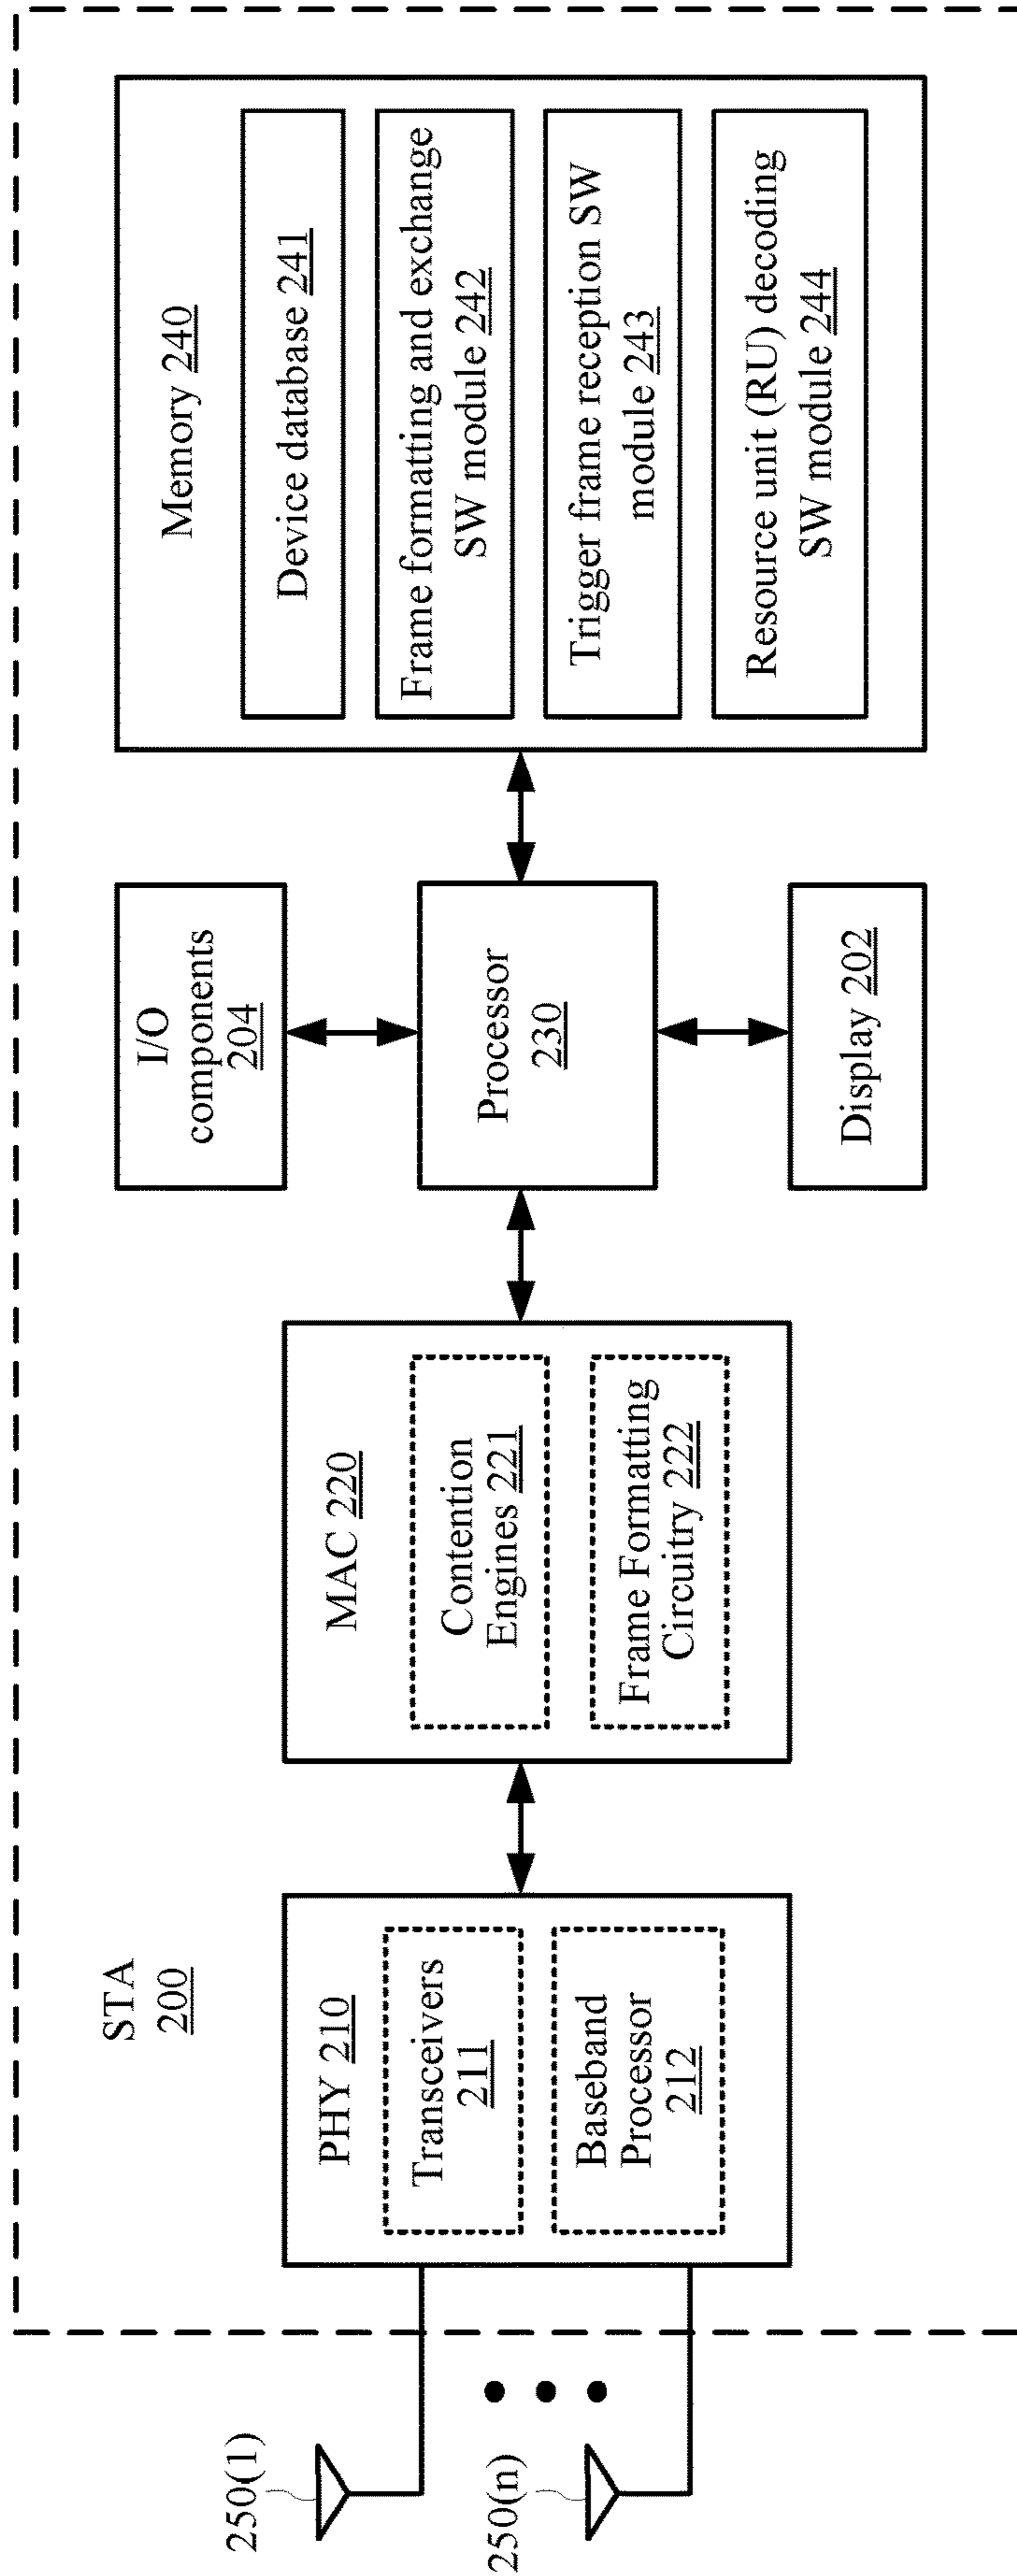 STA
200
250(1)
250(n)
PHY 210
Transceivers
211
Baseband
Processor
212
MAC 220
Contention
Engines 221
Frame Formatting
Circuitry 222
I/O
components
204
Processor
230
Display 202
Memory 240
Device database 241
Frame formatting and exchange
SW module 242
Trigger frame reception SW
module 243
Resource unit (RU) decoding
SW module 244